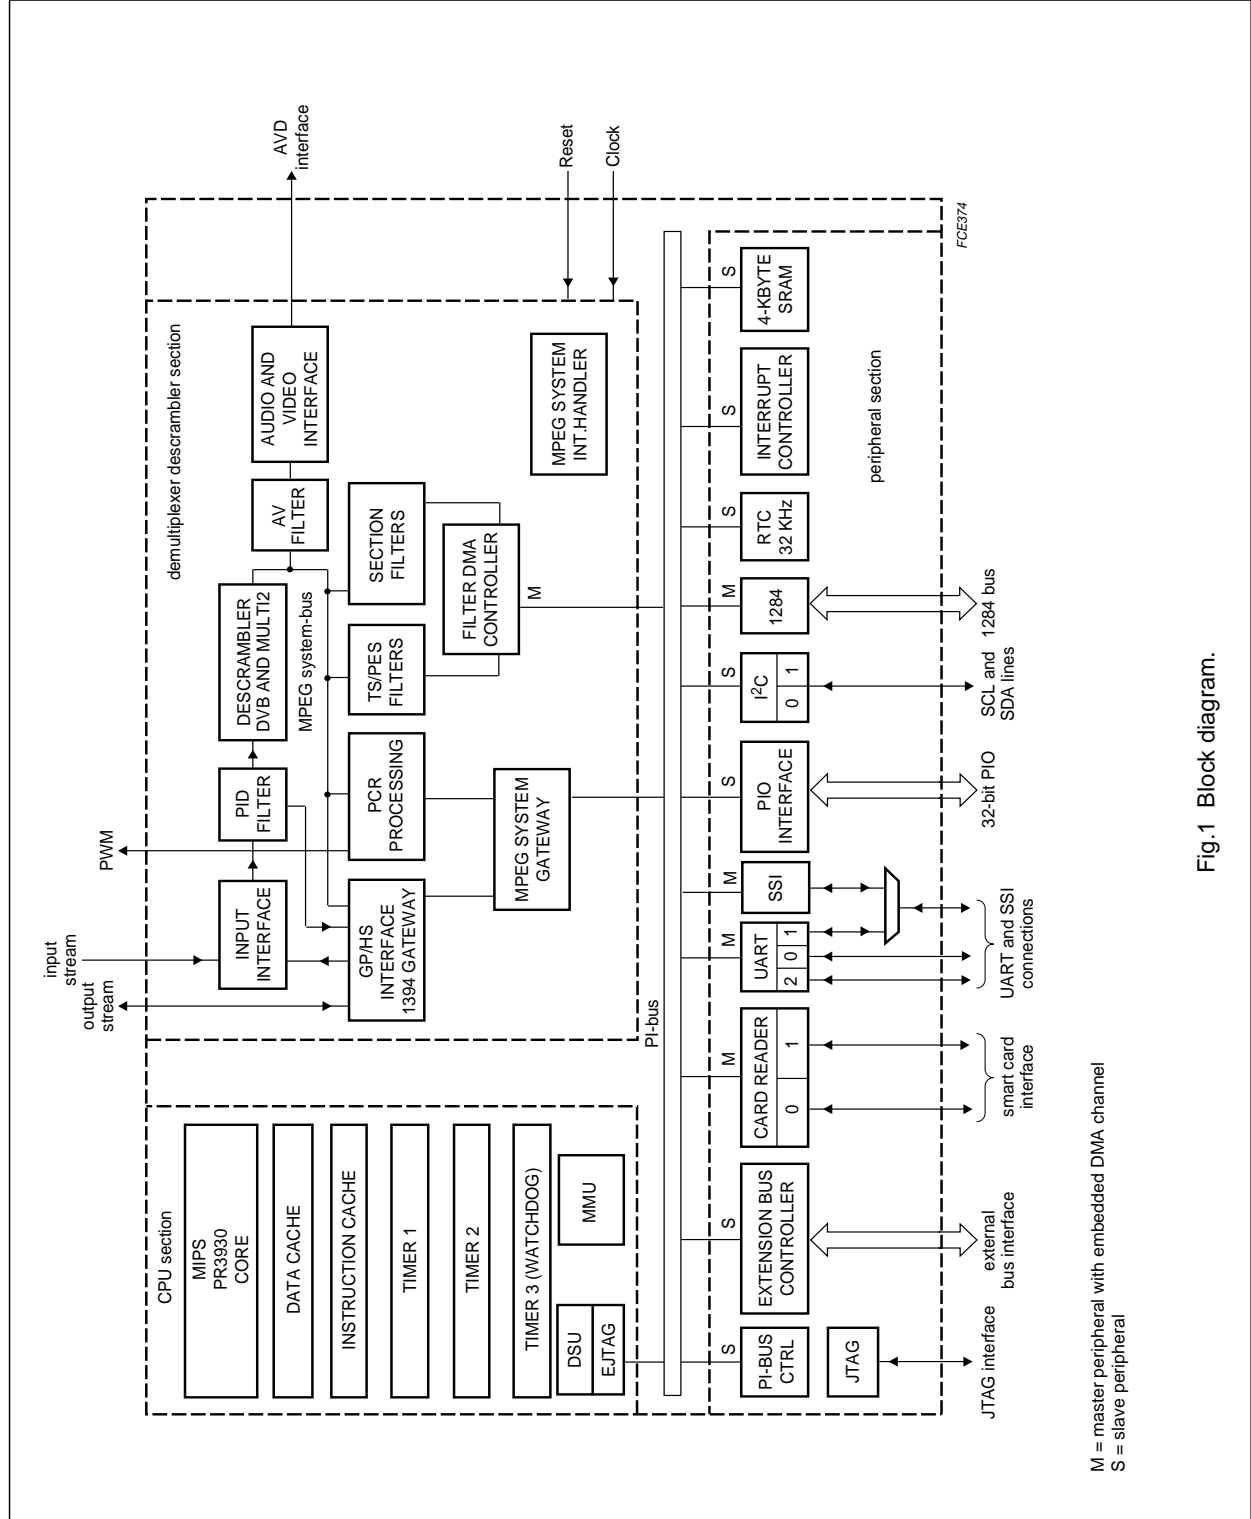 AVD
interface
Reset
Clock
FCE374
demultiplexer descrambler section
AUDIO AND
VIDEO
INTERFACE
AV
FILTER
DESCRAMBLER
DVB AND MULTI2
PID
FILTER
INPUT
INTERFACE
input
stream
output
stream
PWM
MPEG system-bus
SECTION
FILTERS
TS/PES
FILTERS
PCR
PROCESSING
GP/HS
INTERFACE
1394 GATEWAY
FILTER DMA
CONTROLLER
M
MPEG SYSTEM
GATEWAY
MPEG SYSTEM
INT.HANDLER
CPU section
MIPS
PR3930
CORE
DATA CACHE
INSTRUCTION CACHE
TIMER 1
TIMER 2
TIMER 3 (WATCHDOG)
DSU
EJTAG
MMU
PI-bus
peripheral section
S
PI-BUS
CTRL
JTAG
S
EXTENSION BUS
CONTROLLER
M
CARD READER
0 1
M
UART
2 0 1
M
SSI
S
PIO
INTERFACE
S
I²C
0 1
M
1284
S
RTC
32 KHz
S
INTERRUPT
CONTROLLER
S
4-KBYTE
SRAM
JTAG interface
external
bus interface
smart card
interface
UART and SSI
connections
32-bit PIO
SCL and
SDA lines
1284 bus
M = master peripheral with embedded DMA channel
S = slave peripheral
Fig.1 Block diagram.